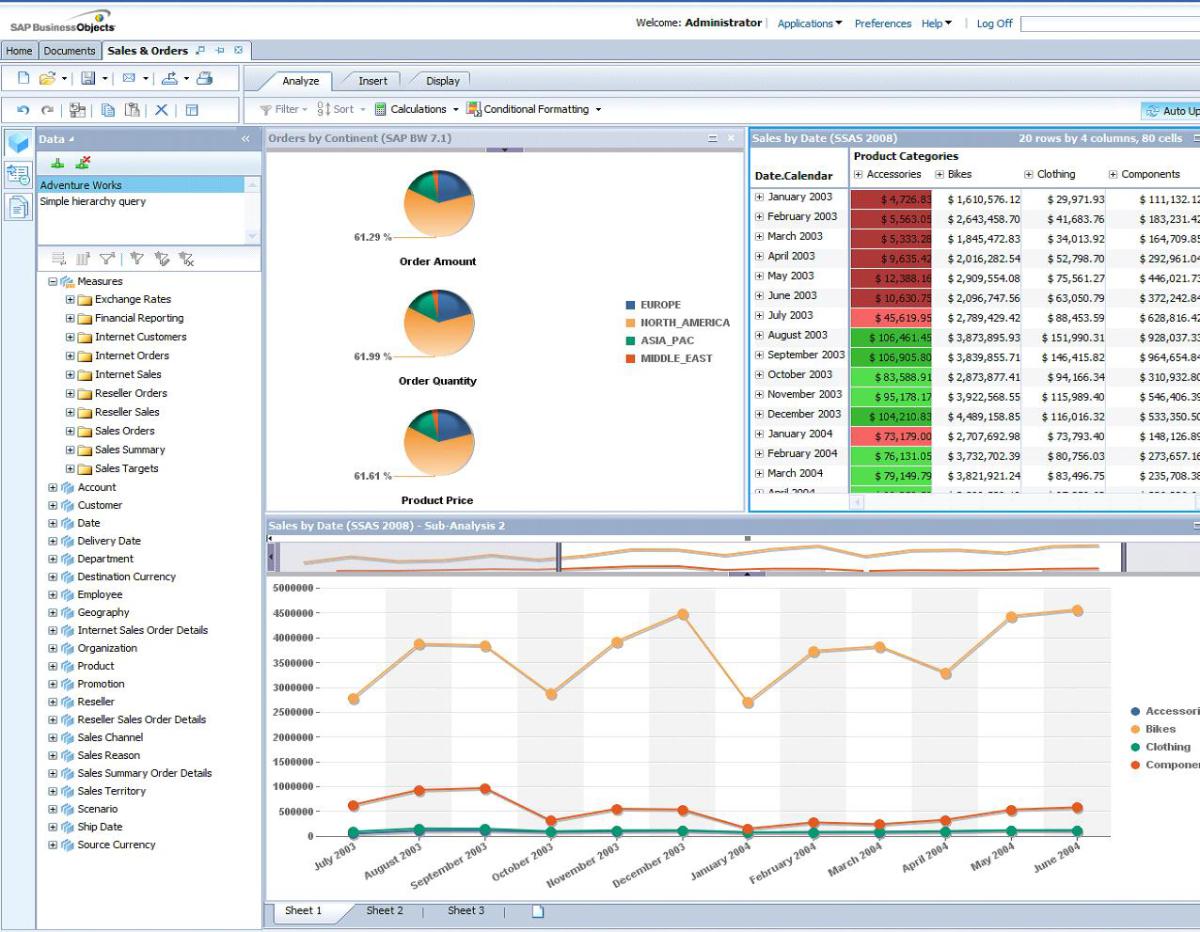 SAP BusinessObjects
Welcome: Administrator Applications Preferences Help Log Off
Home Documents Sales & Orders
Analyze Insert Display
Filter Sort Calculations Conditional Formatting Auto Up
Data
Adventure Works
Simple hierarchy query
Measures
Exchange Rates
Financial Reporting
Internet Customers
Internet Orders
Internet Sales
Reseller Orders
Reseller Sales
Sales Orders
Sales Summary
Sales Targets
Account
Customer
Date
Delivery Date
Department
Destination Currency
Employee
Geography
Internet Sales Order Details
Organization
Product
Promotion
Reseller
Reseller Sales Order Details
Sales Channel
Sales Reason
Sales Summary Order Details
Sales Territory
Scenario
Ship Date
Source Currency
Orders by Continent (SAP BW 7.1)
61.29 %
Order Amount
61.99 %
Order Quantity
61.61 %
Product Price
EUROPE
NORTH_AMERICA
ASIA_PAC
MIDDLE_EAST
Sales by Date (SSAS 2008) 20 rows by 4 columns, 80 cells
Product Categories
Date.Calendar Accessories Bikes Clothing Components
January 2003 $ 4,726.83 $ 1,610,576.12 $ 29,971.93 $ 111,132.12
February 2003 $ 5,563.05 $ 2,643,458.70 $ 41,683.76 $ 183,231.42
March 2003 $ 5,333.28 $ 1,845,472.83 $ 34,013.92 $ 164,709.85
April 2003 $ 9,635.42 $ 2,016,282.54 $ 52,798.70 $ 292,961.04
May 2003 $ 12,388.16 $ 2,909,554.08 $ 75,561.27 $ 446,021.73
June 2003 $ 10,630.75 $ 2,096,747.56 $ 63,050.79 $ 372,242.84
July 2003 $ 45,619.95 $ 2,789,429.42 $ 88,453.59 $ 628,816.42
August 2003 $ 106,461.45 $ 3,873,895.93 $ 151,990.31 $ 928,037.33
September 2003 $ 106,905.80 $ 3,839,855.71 $ 146,415.82 $ 964,654.84
October 2003 $ 83,588.91 $ 2,873,877.41 $ 94,166.34 $ 310,932.80
November 2003 $ 95,178.17 $ 3,922,568.55 $ 115,989.40 $ 546,406.39
December 2003 $ 104,210.83 $ 4,489,158.85 $ 116,016.32 $ 533,350.50
January 2004 $ 73,179.00 $ 2,707,692.98 $ 73,793.40 $ 148,126.89
February 2004 $ 76,131.05 $ 3,732,702.39 $ 80,756.03 $ 273,657.16
March 2004 $ 79,149.79 $ 3,821,921.24 $ 83,496.75 $ 235,708.38
April 2004
Sales by Date (SSAS 2008) - Sub-Analysis 2
5000000
4500000
4000000
3500000
3000000
2500000
2000000
1500000
1000000
500000
0
July 2003 August 2003 September 2003 October 2003 November 2003 December 2003 January 2004 February 2004 March 2004 April 2004 May 2004 June 2004
Accessori
Bikes
Clothing
Componen
Sheet 1 Sheet 2 Sheet 3